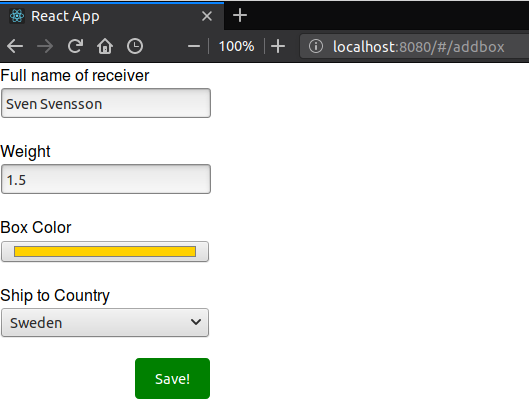 React App
100%
localhost:8080/#/addbox
Full name of receiver
Sven Svensson
Weight
1.5
Box Color
Ship to Country
Sweden
Save!